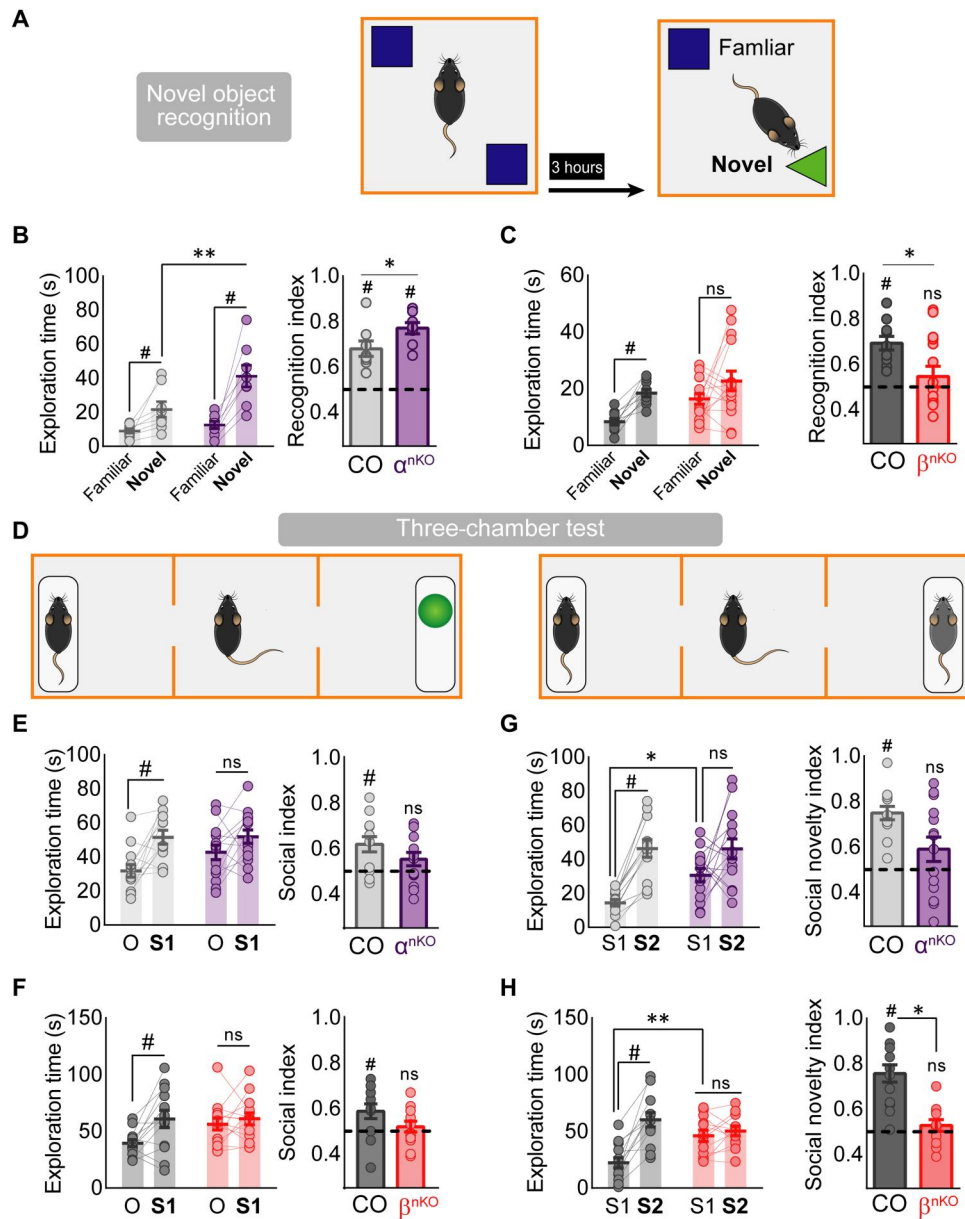 A
Novel object
recognition
Famliar
Novel
3 hours
B
Exploration time (s)
100
80
60
40
20
0
#
**
#
Familiar
Novel
Familiar
Novel
Recognition index
1.0
0.8
0.6
0.4
*
#
#
CO
α^nKO
C
Exploration time (s)
60
40
20
0
#
ns
Familiar
Novel
Familiar
Novel
Recognition index
1.0
0.8
0.6
0.4
*
#
ns
CO
β^nKO
D
Three-chamber test
E
Exploration time (s)
100
80
60
40
20
0
#
ns
O S1 O S1
Social index
1.0
0.8
0.6
0.4
#
ns
CO
α^nKO
G
Exploration time (s)
100
80
60
40
20
0
*
#
ns
S1 S2 S1 S2
Social novelty index
1.0
0.8
0.6
0.4
#
ns
CO
α^nKO
F
Exploration time (s)
150
100
50
0
#
ns
O S1 O S1
Social index
1.0
0.8
0.6
0.4
#
ns
CO
β^nKO
H
Exploration time (s)
150
100
50
0
**
#
ns
S1 S2 S1 S2
Social novelty index
1.0
0.8
0.6
0.4
#
*
ns
CO
β^nKO